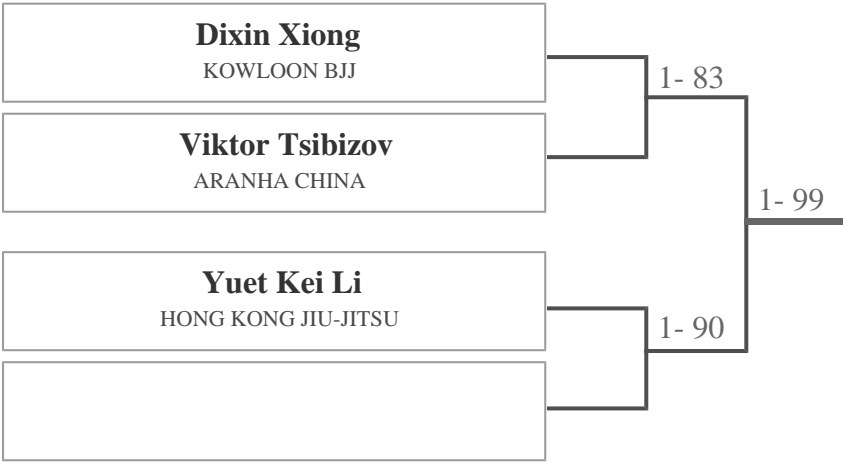 Dixin Xiong
KOWLOON BJJ
1- 83
Viktor Tsibizov
ARANHA CHINA
1- 99
Yuet Kei Li
HONG KONG JIU-JITSU
1- 90